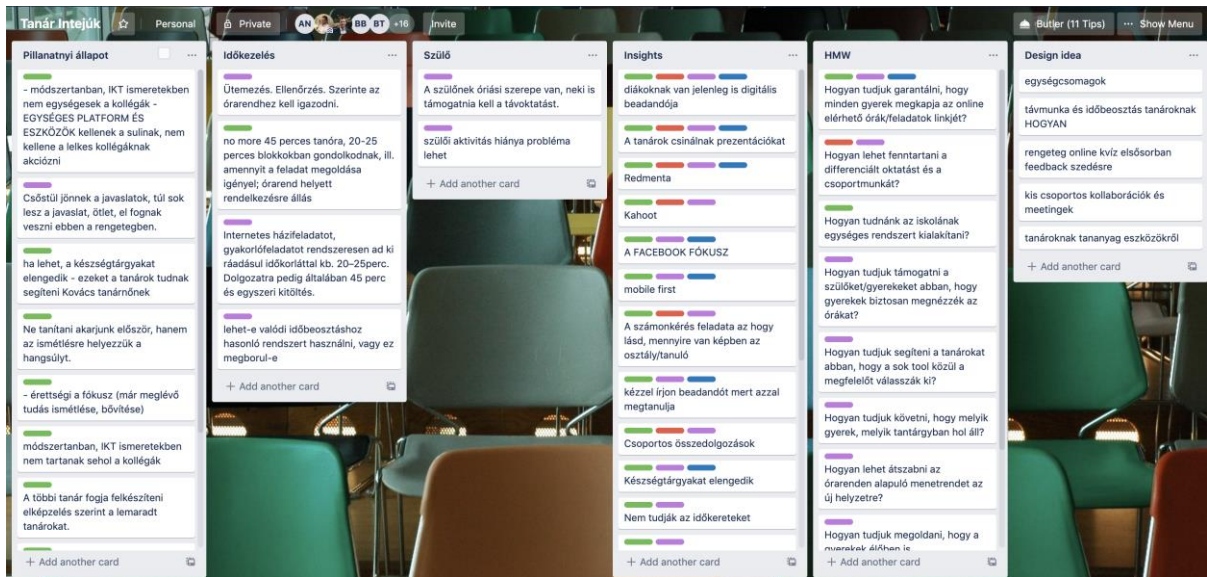 Tanár Intejúk
Personal
Private
AN
BB
BT
+16
Invite
Butler (11 Tips)
Show Menu
Pillanatnyi állapot
- módszertanban, IKT ismeretekben
nem egységesek a kollégák -
EGYSÉGES PLATFORM ÉS
ESZKÖZÖK kellenek a sulinak, nem
kellene a lelkes kollégáknak
akciózni
Csőstül jönnek a javaslatok, túl sok
lesz a javaslat, ötlet, el fognak
veszni ebben a rengetegben.
ha lehet, a készségtárgyakat
elengedik - ezeket a tanárok tudnak
segíteni Kovács tanárnőnek
Ne tanítani akarjunk először, hanem
az ismétlésre helyezzük a
hangsúlyt.
- érettségi a fókusz (már meglévő
tudás ismétlése, bővítése)
módszertanban, IKT ismeretekben
nem tartanak sehol a kollégák
A többi tanár fogja felkészíteni
elképzelés szerint a lemaradt
tanárokat.
+ Add another card
Időkezelés
Ütemezés. Ellenőrzés. Szerinte az
órarendhez kell igazodni.
no more 45 perces tanóra, 20-25
perces blokkokban gondolkodnak, ill.
amennyit a feladat megoldása
igényel; órarend helyett
rendelkezésre állás
Internetes házifeladatot,
gyakorlófeladatot rendszeresen ad ki
ráadásul időkorláttal kb. 20–25perc.
Dolgozatra pedig általában 45 perc
és egyszeri kitöltés.
lehet-e valódi időbeosztáshoz
hasonló rendszert használni, vagy ez
megborul-e
+ Add another card
Szülő
A szülőnek óriási szerepe van, neki is
támogatnia kell a távoktatást.
szülői aktivitás hiánya probléma
lehet
+ Add another card
Insights
diákoknak van jelenleg is digitális
beadandója
A tanárok csinálnak prezentációkat
Redmenta
Kahoot
A FACEBOOK FÓKUSZ
mobile first
A számonkérés feladata az hogy
lásd, mennyire van képben az
osztály/tanuló
kézzel írjon beadandót mert azzal
megtanulja
Csoportos összedolgozások
Készségtárgyakat elengedik
Nem tudják az időkereteket
+ Add another card
HMW
Hogyan tudjuk garantálni, hogy
minden gyerek megkapja az online
elérhető órák/feladatok linkjét?
Hogyan lehet fenntartani a
differenciált oktatást és a
csoportmunkát?
Hogyan tudnánk az iskolának
egységes rendszert kialakítani?
Hogyan tudjuk támogatni a
szülőket/gyerekeket abban, hogy
gyerekek biztosan megnézzék az
órákat?
Hogyan tudjuk segíteni a tanárokat
abban, hogy a sok tool közül a
megfelelőt válasszák ki?
Hogyan tudjuk követni, hogy melyik
gyerek, melyik tantárgyban hol áll?
Hogyan lehet átszabni az
órarenden alapuló menetrendet az
új helyzetre?
Hogyan tudjuk megoldani, hogy a
gyerekek élőben is
+ Add another card
Design idea
egységcsomagok
távmunka és időbeosztás tanároknak
HOGYAN
rengeteg online kvíz elsősorban
feedback szedésre
kis csoportos kollaborációk és
meetingek
tanároknak tananyag eszközökről
+ Add another card